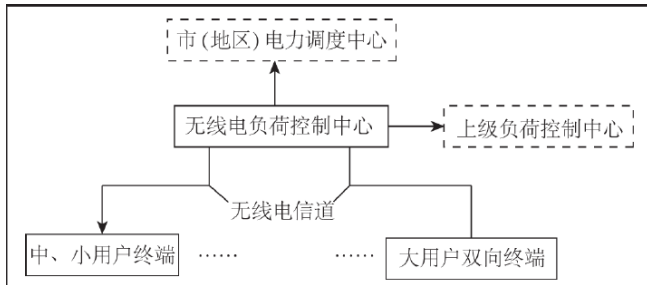 市(地区)电力调度中心
无线电负荷控制中心
上级负荷控制中心
无线电信道
中、小用户终端
……
……
大用户双向终端